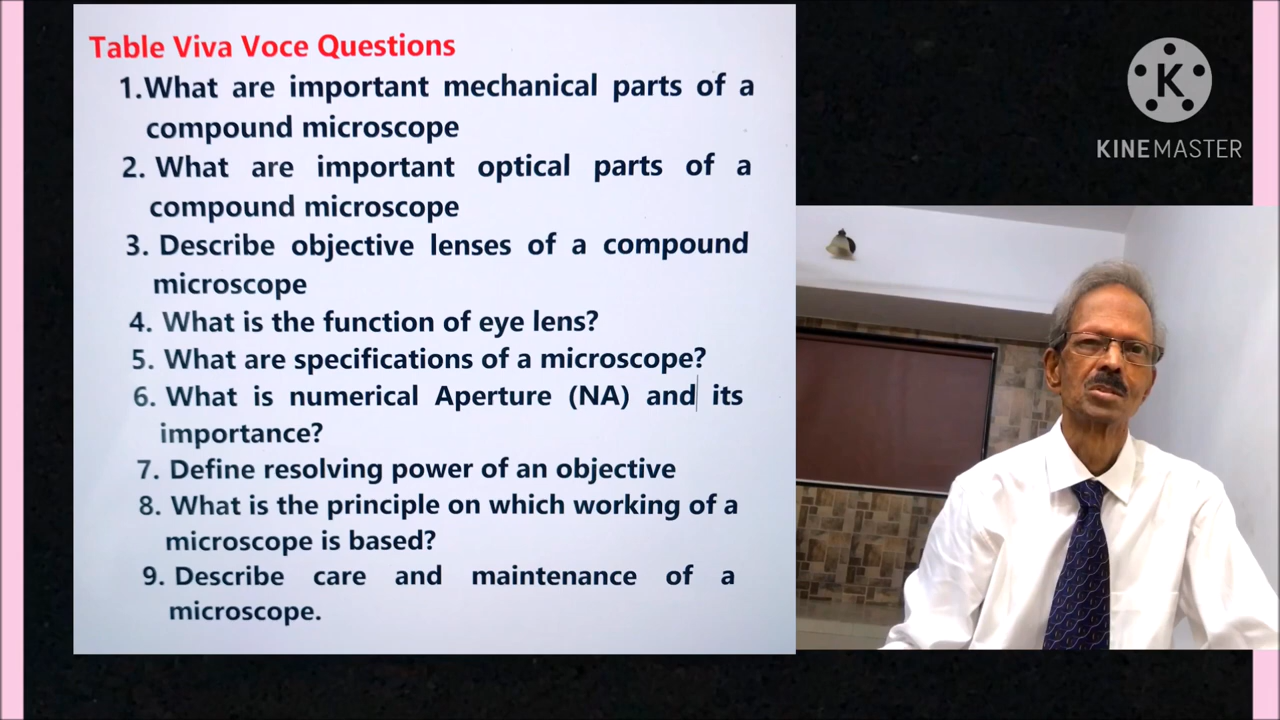 Table Viva Voce Questions
1.What are important mechanical parts of a
compound microscope
2. What are important optical parts of a
compound microscope
3. Describe objective lenses of a compound
microscope
4. What is the function of eye lens?
5. What are specifications of a microscope?
6. What is numerical Aperture (NA) and its
importance?
7. Define resolving power of an objective
8. What is the principle on which working of a
microscope is based?
9. Describe care and maintenance of a
microscope.
K
KINEMASTER